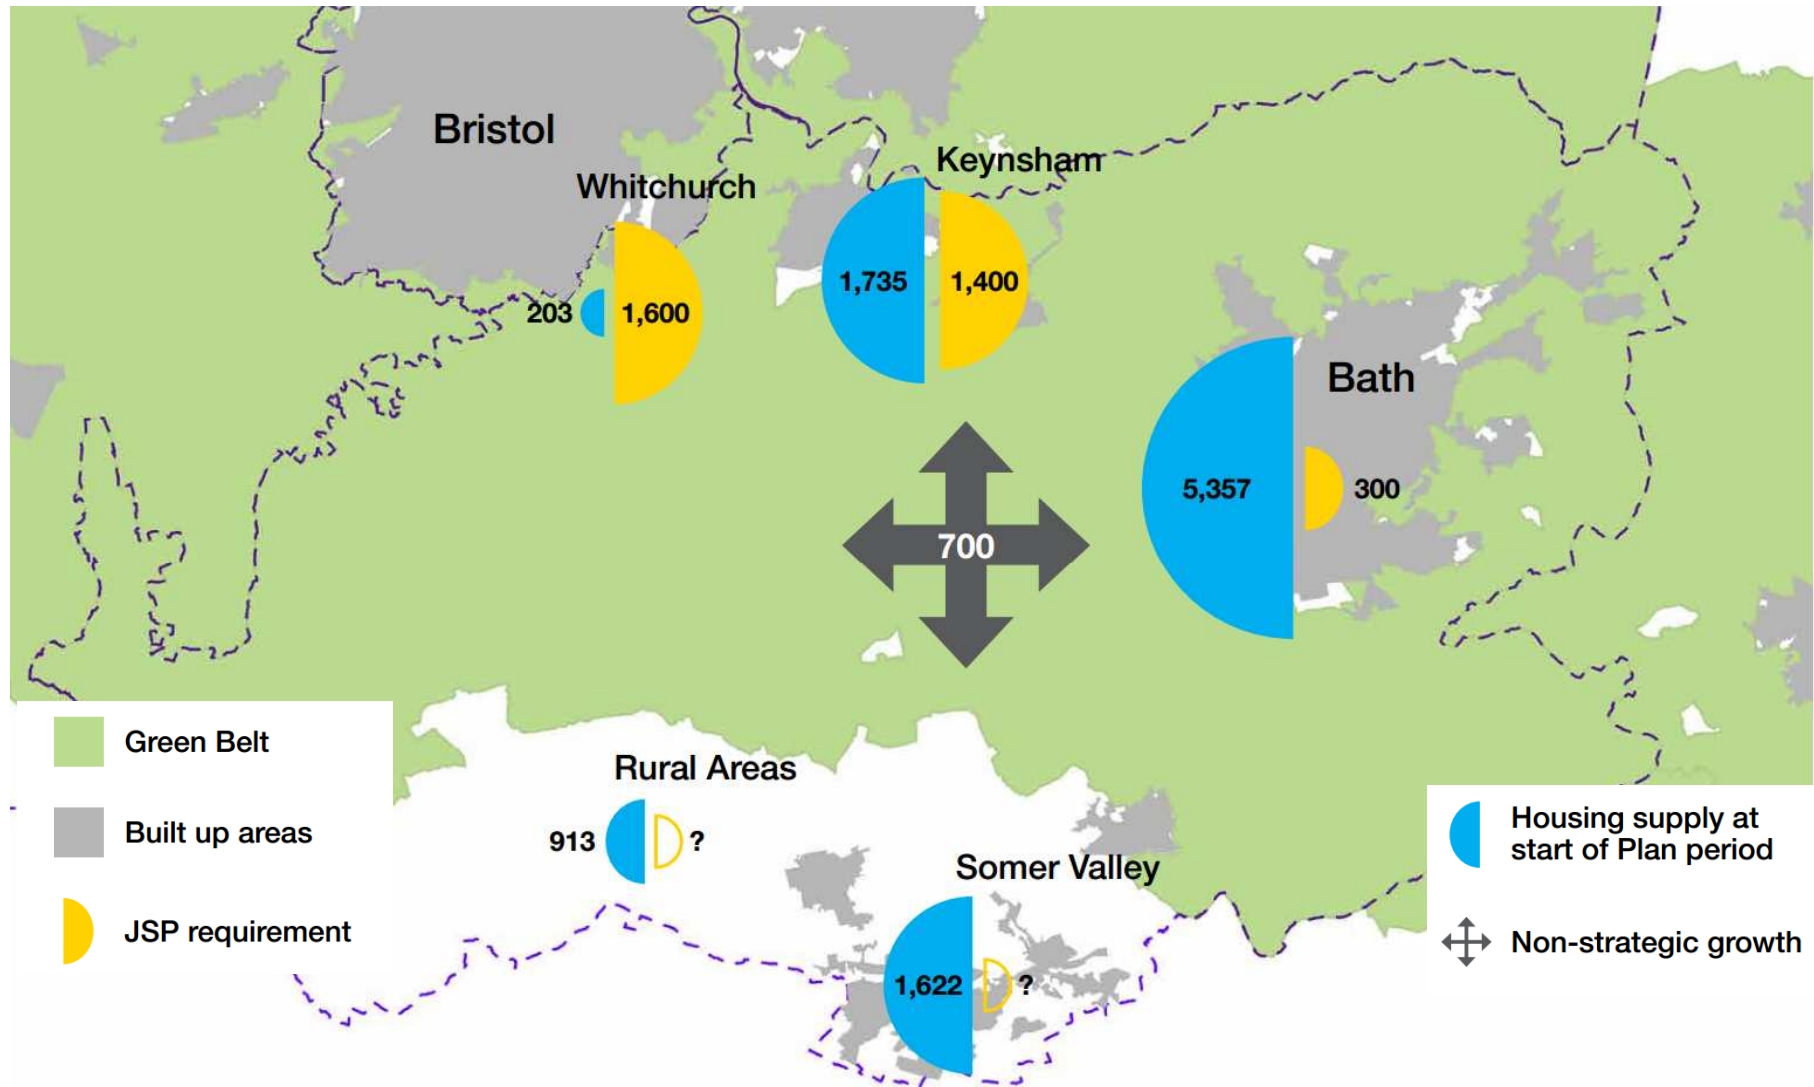 Bristol
Keynsham
Whitchurch
1,735
1,400
203
1,600
Bath
5,357
300
700
Green Belt
Built up areas
JSP requirement
Rural Areas
913
?
Somer Valley
1,622
?
Housing supply at
start of Plan period
Non-strategic growth